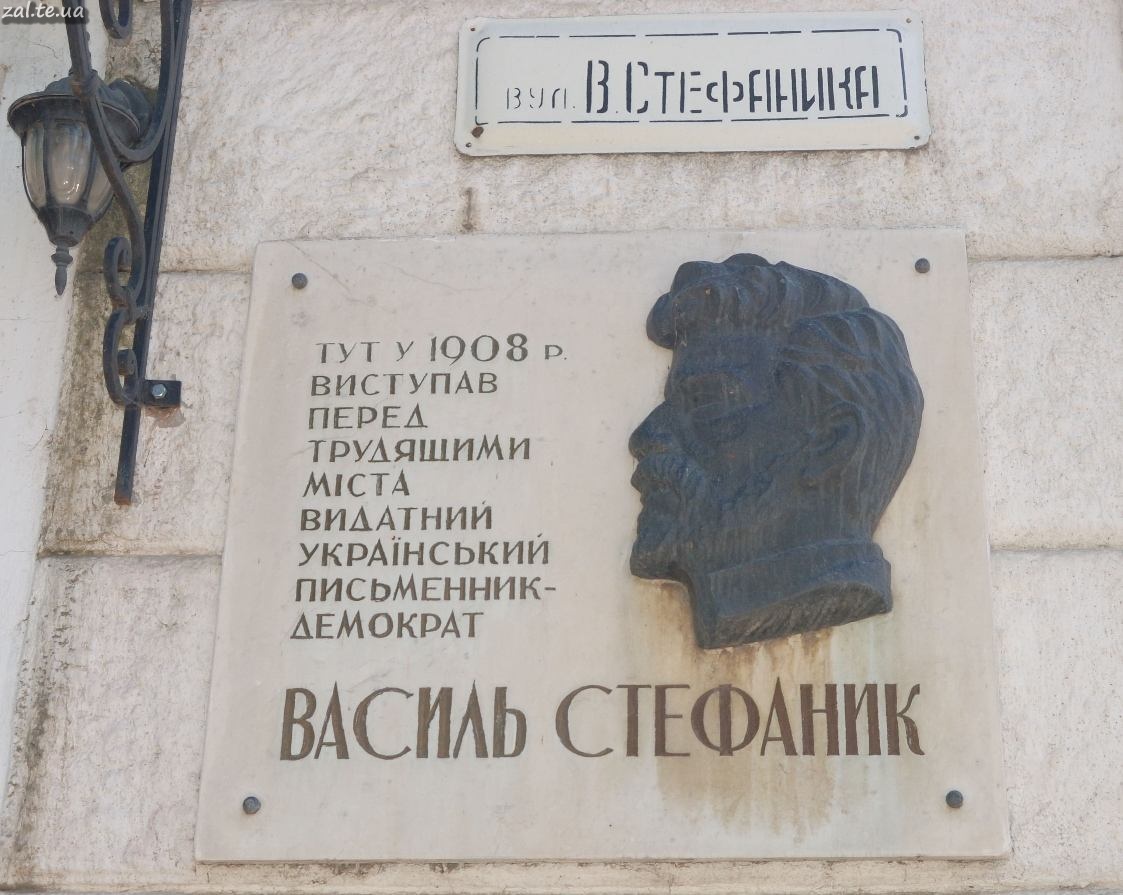 zal.te.ua
вул. В. Стефаника
ТУТ У 1908 Р.
ВИСТУПАВ
ПЕРЕД
ТРУДЯЩИМИ
МІСТА
ВИДАТНИЙ
УКРАЇНСЬКИЙ
ПИСЬМЕННИК-
ДЕМОКРАТ
ВАСИЛЬ СТЕФАНИК